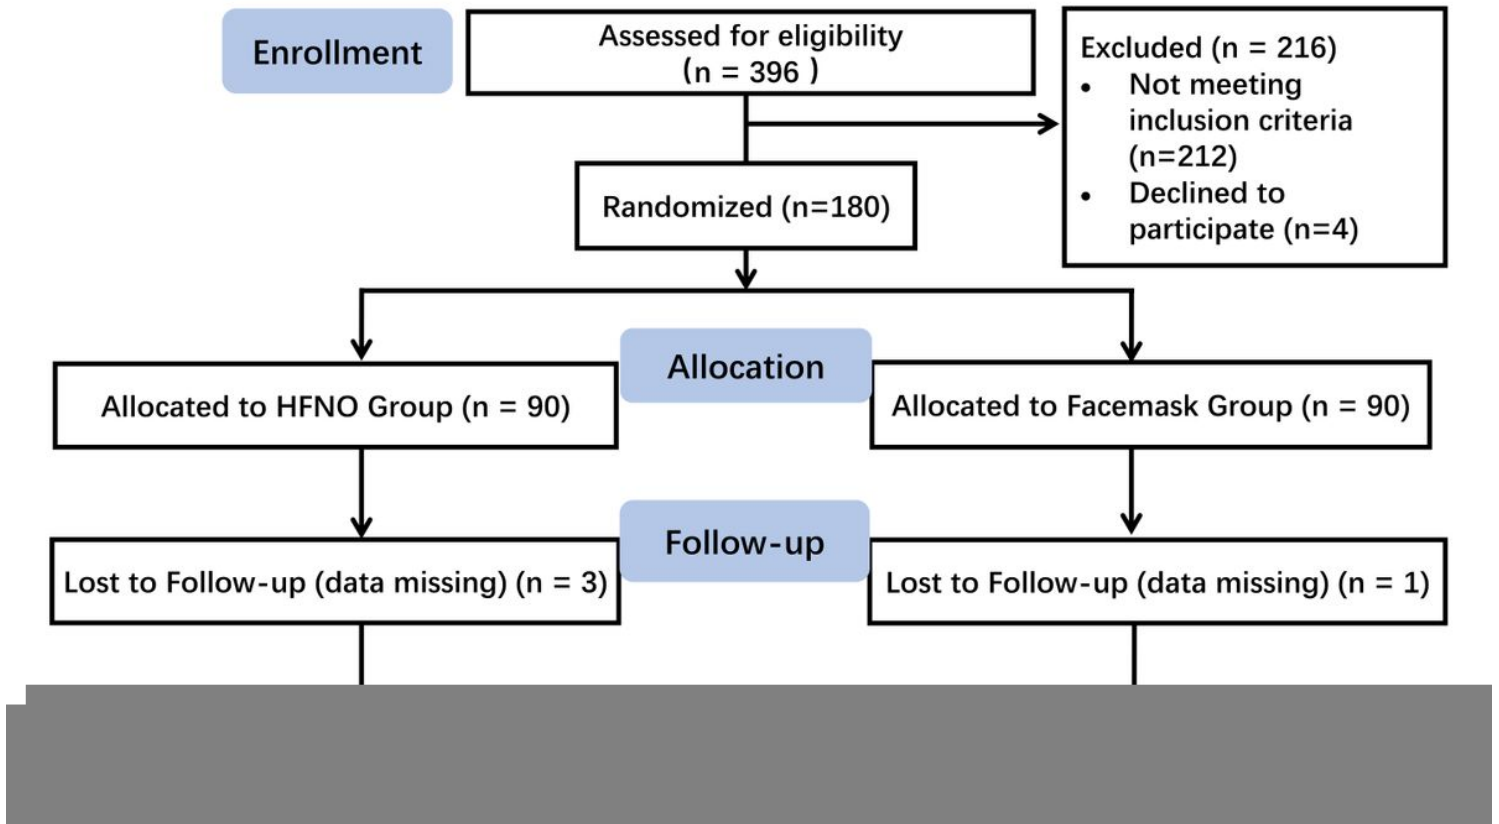 Enrollment
Assessed for eligibility
(n = 396 )
Excluded (n = 216)
• Not meeting
inclusion criteria
(n=212)
• Declined to
participate (n=4)
Randomized (n=180)
Allocation
Allocated to HFNO Group (n = 90)
Allocated to Facemask Group (n = 90)
Follow-up
Lost to Follow-up (data missing) (n = 3)
Lost to Follow-up (data missing) (n = 1)